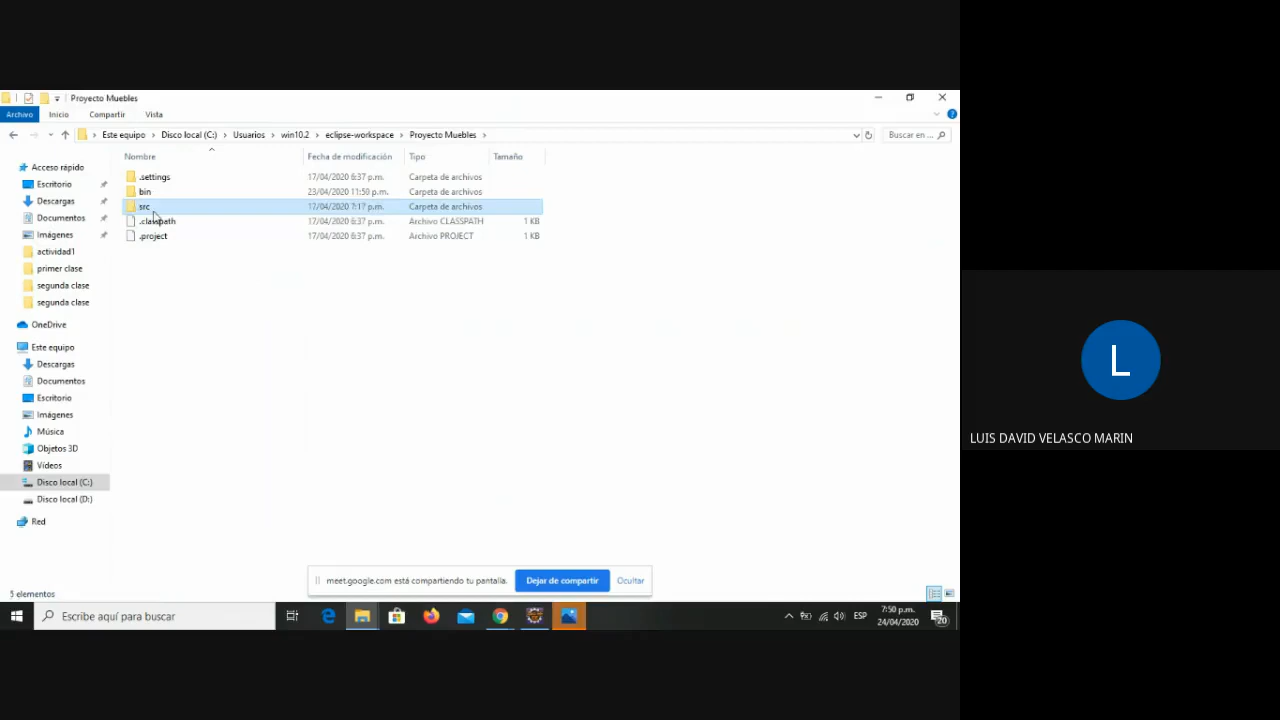 Proyecto Muebles
Archivo Inicio Compartir Vista
Este equipo > Disco local (C:) > Usuarios > win10.2 > eclipse-workspace > Proyecto Muebles >
Buscar en ...
Nombre Fecha de modificación Tipo Tamaño
.settings 17/04/2020 6:37 p.m. Carpeta de archivos
bin 23/04/2020 11:50 p.m. Carpeta de archivos
src 17/04/2020 7:17 p.m. Carpeta de archivos
.classpath 17/04/2020 6:37 p.m. Archivo CLASSPATH 1 KB
.project 17/04/2020 6:37 p.m. Archivo PROJECT 1 KB
Acceso rápido
Escritorio
Descargas
Documentos
Imágenes
actividad1
primer clase
segunda clase
segunda clase
OneDrive
Este equipo
Descargas
Documentos
Escritorio
Imágenes
Música
Objetos 3D
Vídeos
Disco local (C:)
Disco local (D:)
Red
5 elementos
meet.google.com está compartiendo tu pantalla. Dejar de compartir Ocultar
Escribe aquí para buscar
ESP
7:50 p.m.
24/04/2020
20
L
LUIS DAVID VELASCO MARIN